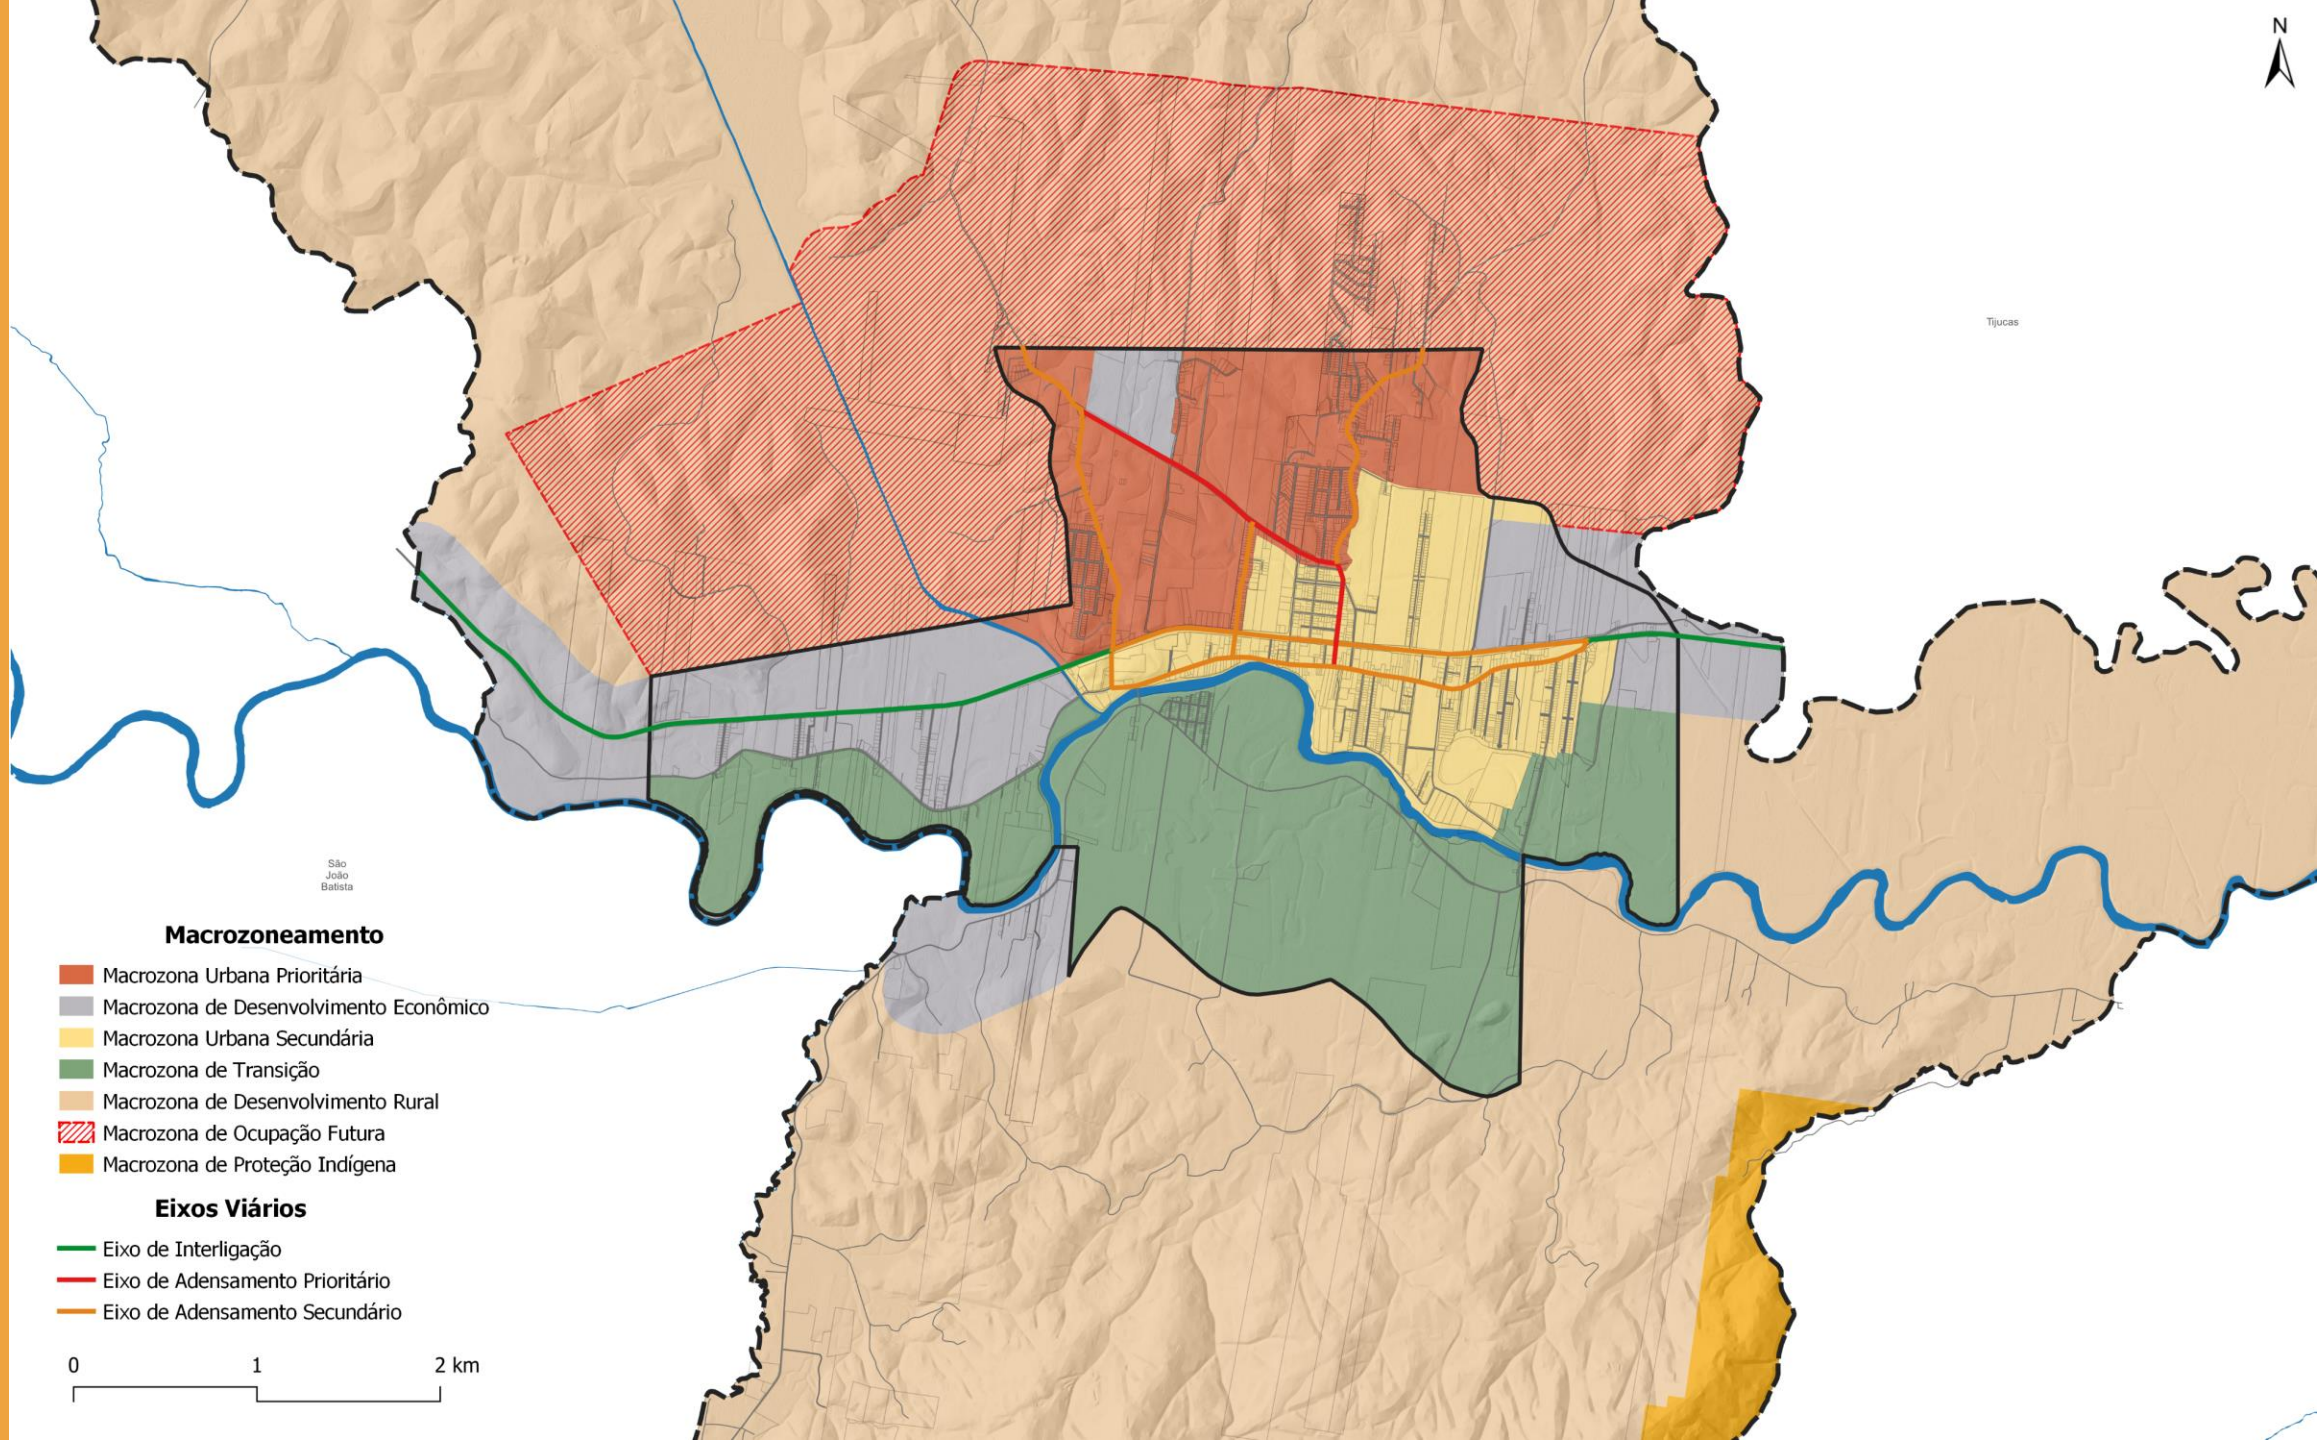 N
Tijucas
São
João
Batista
Macrozoneamento
Macrozona Urbana Prioritária
Macrozona de Desenvolvimento Econômico
Macrozona Urbana Secundária
Macrozona de Transição
Macrozona de Desenvolvimento Rural
Macrozona de Ocupação Futura
Macrozona de Proteção Indígena
Eixos Viários
Eixo de Interligação
Eixo de Adensamento Prioritário
Eixo de Adensamento Secundário
0 1 2 km